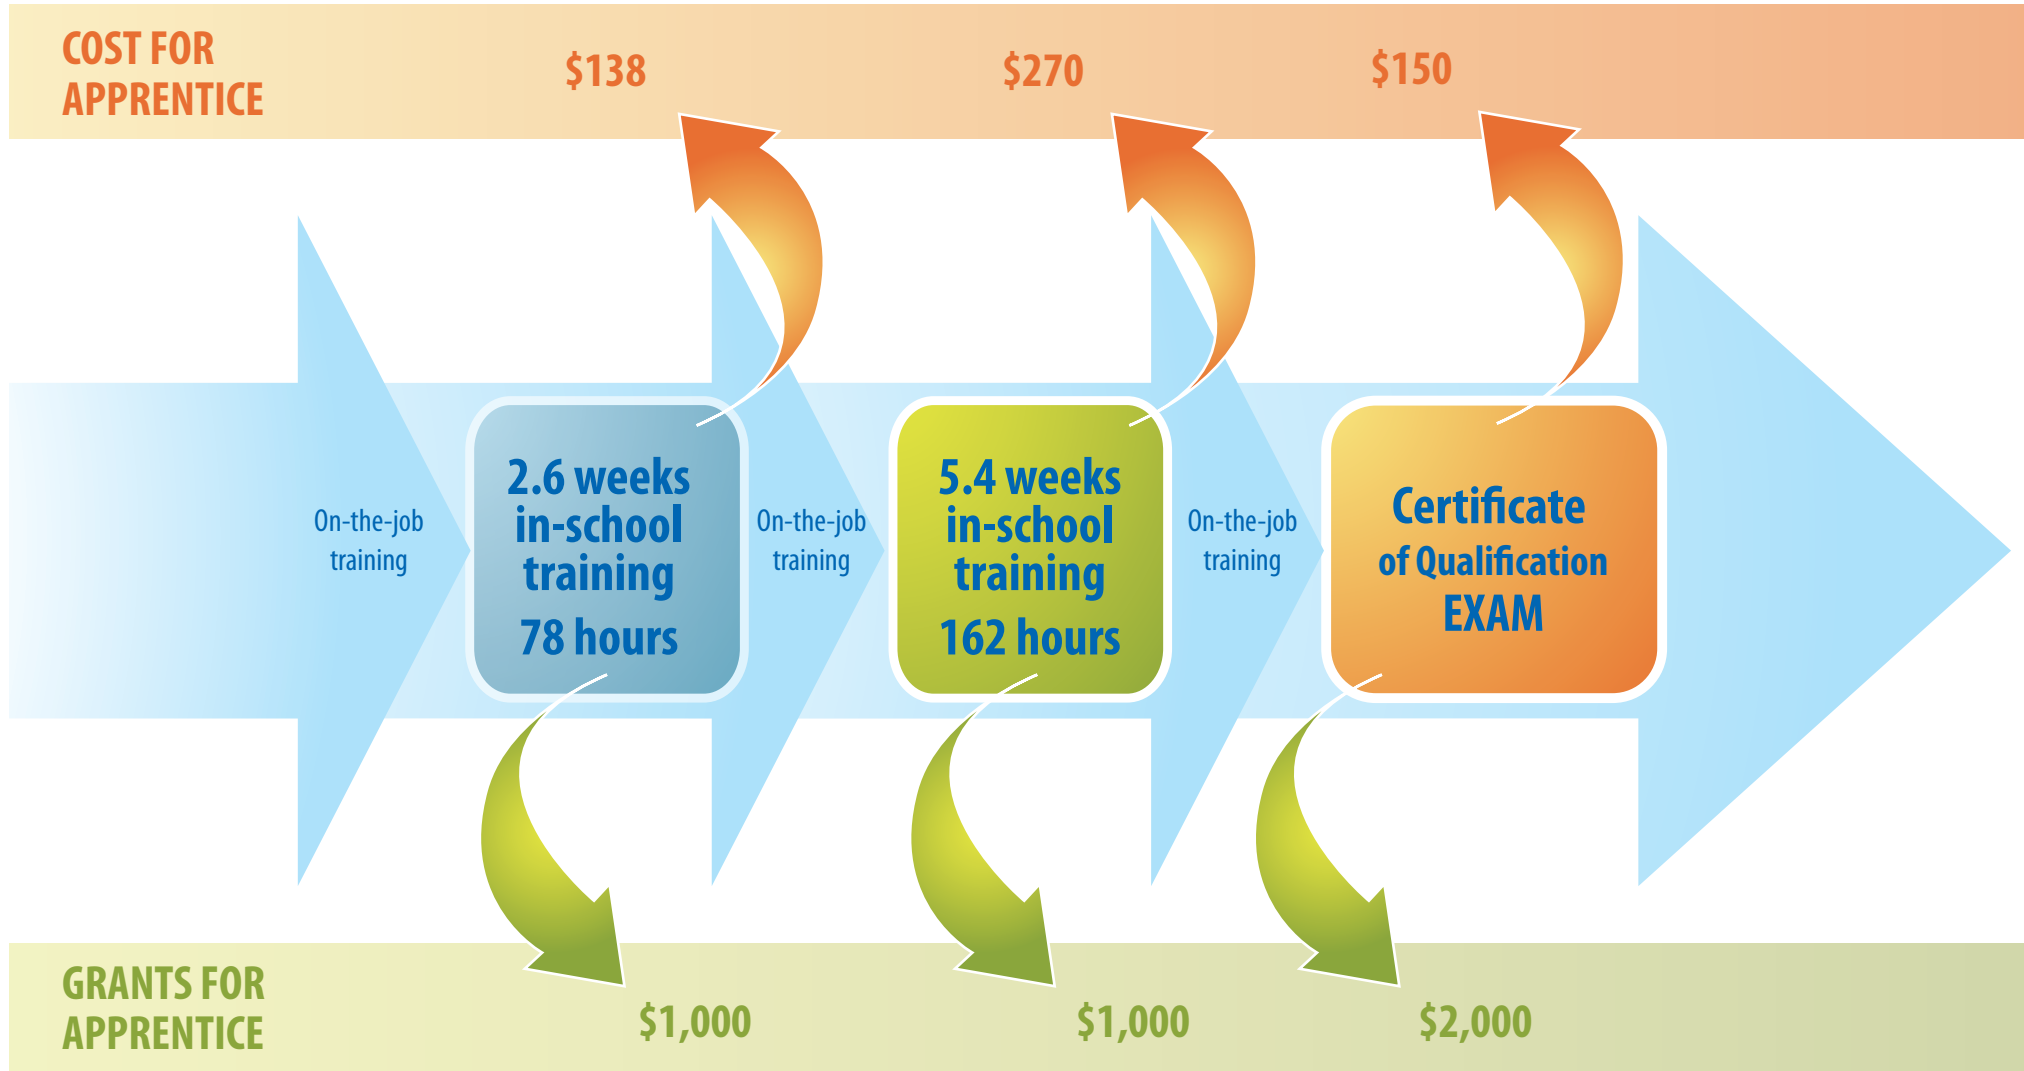 COST FOR
APPRENTICE
$138
$270
$150
On-the-job
training
2.6 weeks
in-school
training
78 hours
On-the-job
training
5.4 weeks
in-school
training
162 hours
On-the-job
training
Certificate
of Qualification
EXAM
GRANTS FOR
APPRENTICE
$1,000
$1,000
$2,000